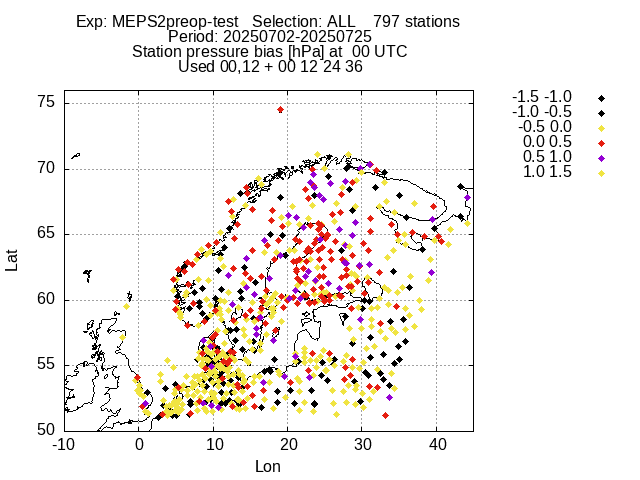 Exp: MEPS2preop-test Selection: ALL 797 stations
Period: 20250702-20250725
Station pressure bias [hPa] at 00 UTC
Used 00,12 + 00 12 24 36
-1.5 -1.0
-1.0 -0.5
-0.5 0.0
0.0 0.5
0.5 1.0
1.0 1.5
75
70
65
60
55
50
Lat
-10 0 10 20 30 40
Lon